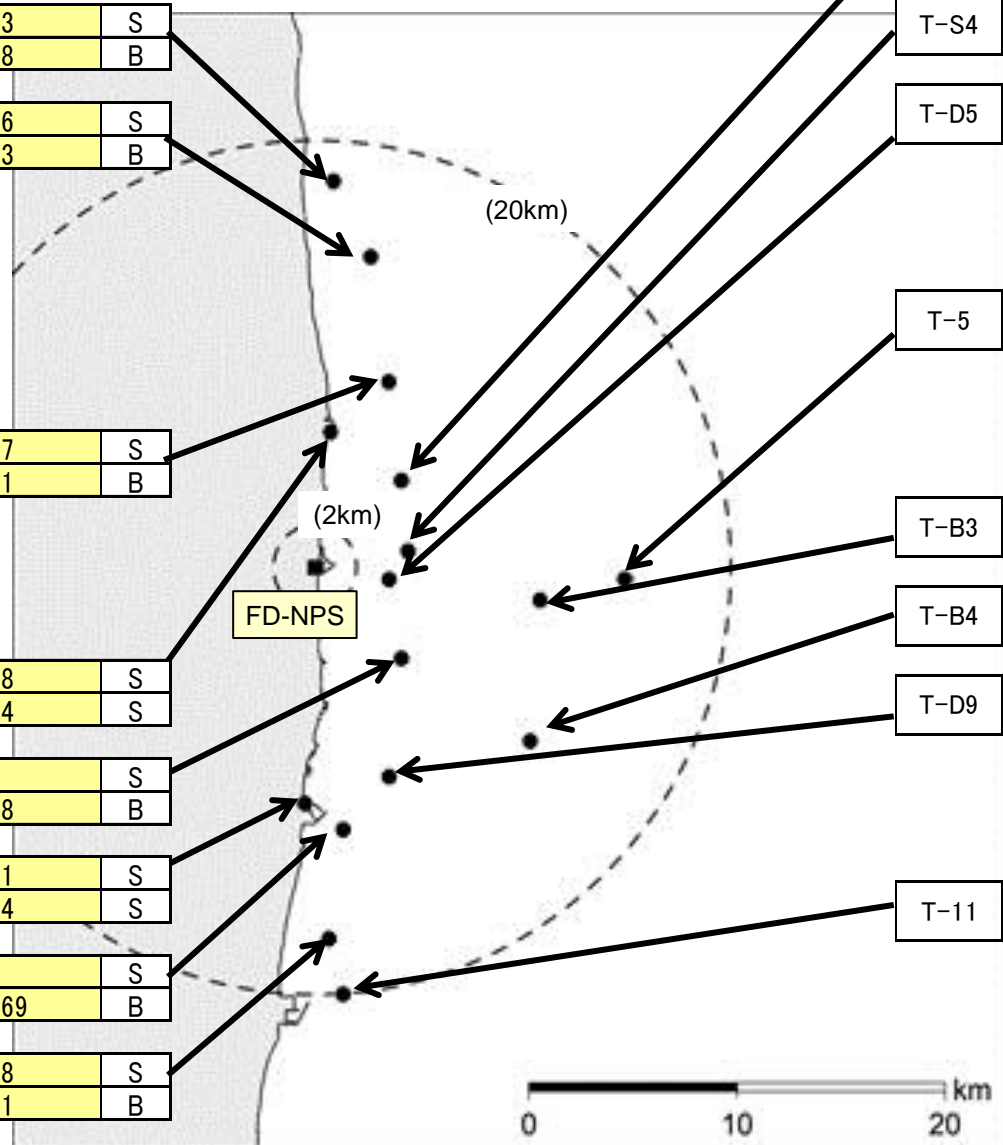 3 S
8 B
6 S
3 B
7 S
1 B
8 S
4 S
S
8 B
1 S
4 S
S
69 B
8 S
1 B
(20km)
(2km)
FD-NPS
T-S4
T-D5
T-5
T-B3
T-B4
T-D9
T-11
km
0 10 20